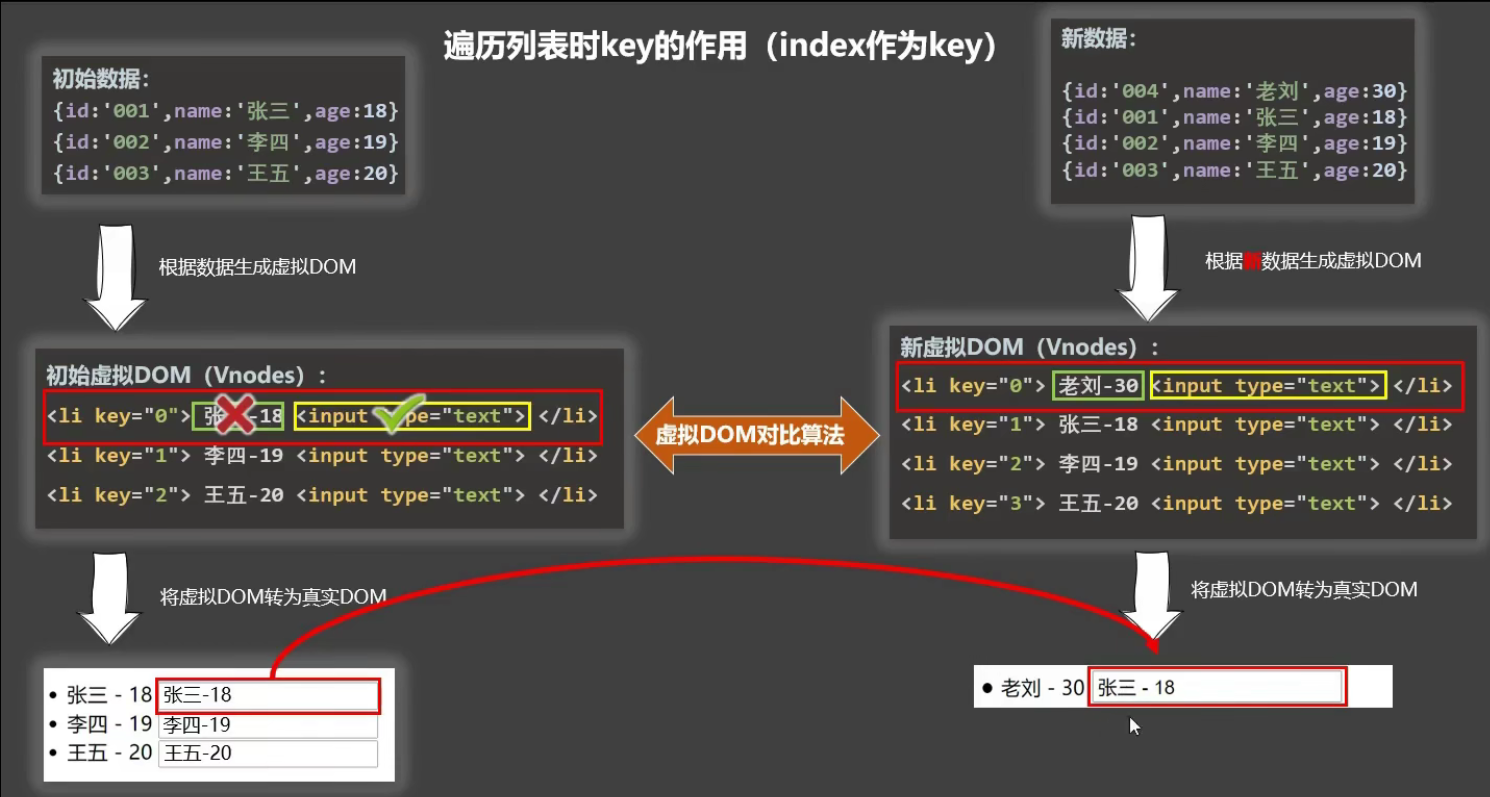 遍历列表时key的作用（index作为key）
初始数据：
{id:'001',name:'张三',age:18}
{id:'002',name:'李四',age:19}
{id:'003',name:'王五',age:20}
根据数据生成虚拟DOM
初始虚拟DOM（Vnodes）:
<li key="0"> 张三-18 <input type="text"> </li>
<li key="1"> 李四-19 <input type="text"> </li>
<li key="2"> 王五-20 <input type="text"> </li>
将虚拟DOM转为真实DOM
• 张三 - 18 张三-18
• 李四 - 19 李四-19
• 王五 - 20 王五-20
虚拟DOM对比算法
新数据：
{id:'004',name:'老刘',age:30}
{id:'001',name:'张三',age:18}
{id:'002',name:'李四',age:19}
{id:'003',name:'王五',age:20}
根据新数据生成虚拟DOM
新虚拟DOM（Vnodes）:
<li key="0"> 老刘-30 <input type="text"> </li>
<li key="1"> 张三-18 <input type="text"> </li>
<li key="2"> 李四-19 <input type="text"> </li>
<li key="3"> 王五-20 <input type="text"> </li>
将虚拟DOM转为真实DOM
• 老刘 - 30 张三 - 18